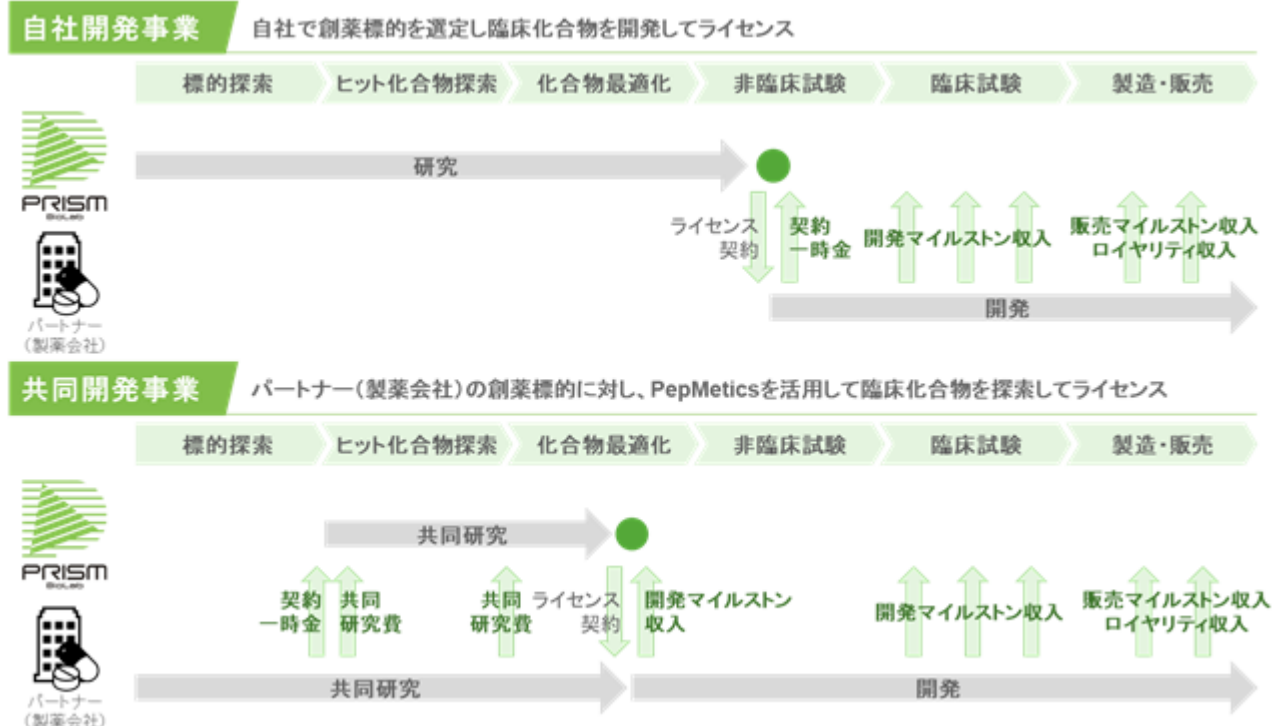 自社開発事業
自社で創薬標的を選定し臨床化合物を開発してライセンス
標的探索
ヒット化合物探索
化合物最適化
非臨床試験
臨床試験
製造・販売
PRISM
BioLab
研究
ライセンス
契約
契約
一時金
開発マイルストン収入
販売マイルストン収入
ロイヤリティ収入
開発
パートナー
(製薬会社)
共同開発事業
パートナー(製薬会社)の創薬標的に対し、PepMeticsを活用して臨床化合物を探索してライセンス
標的探索
ヒット化合物探索
化合物最適化
非臨床試験
臨床試験
製造・販売
PRISM
BioLab
共同研究
契約
一時金
共同
研究費
共同
研究費
ライセンス
契約
開発マイルストン
収入
開発マイルストン収入
販売マイルストン収入
ロイヤリティ収入
共同研究
開発
パートナー
(製薬会社)